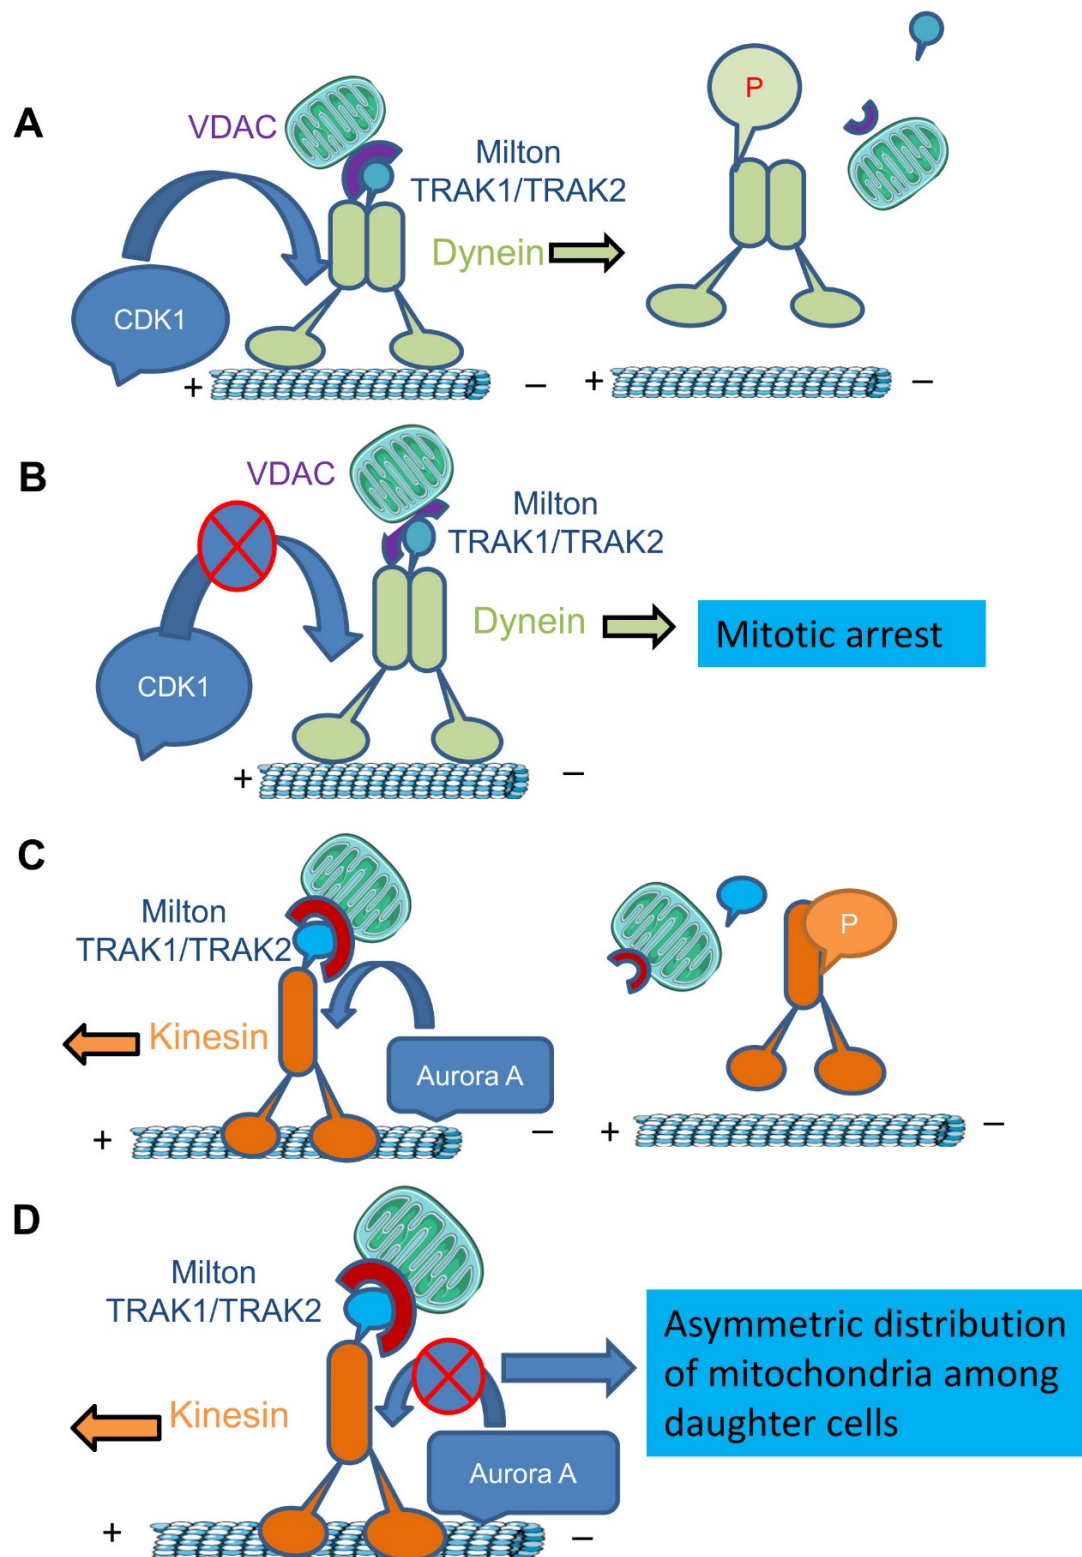 A
VDAC
Milton
TRAK1/TRAK2
Dynein
CDK1
P
+
–
+
–
B
VDAC
Milton
TRAK1/TRAK2
Dynein
Mitotic arrest
CDK1
+
–
C
Milton
TRAK1/TRAK2
Kinesin
Aurora A
P
+
–
+
–
D
Milton
TRAK1/TRAK2
Kinesin
Aurora A
Asymmetric distribution
of mitochondria among
daughter cells
+
–